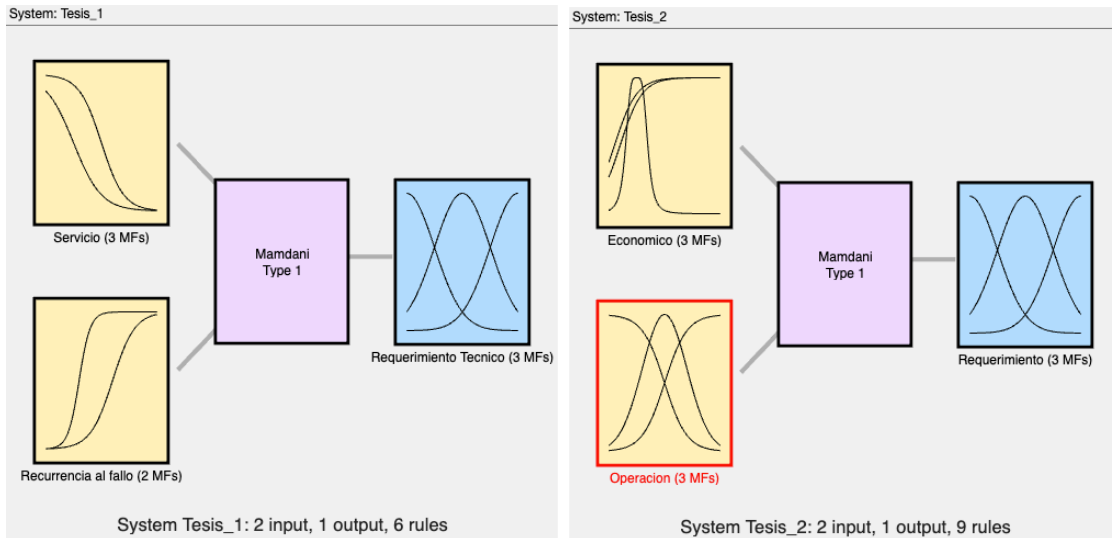 System: Tesis_1
Servicio (3 MFs)
Mamdani
Type 1
Requerimiento Tecnico (3 MFs)
Recurrencia al fallo (2 MFs)
System Tesis_1: 2 input, 1 output, 6 rules
System: Tesis_2
Economico (3 MFs)
Mamdani
Type 1
Requerimiento (3 MFs)
Operacion (3 MFs)
System Tesis_2: 2 input, 1 output, 9 rules